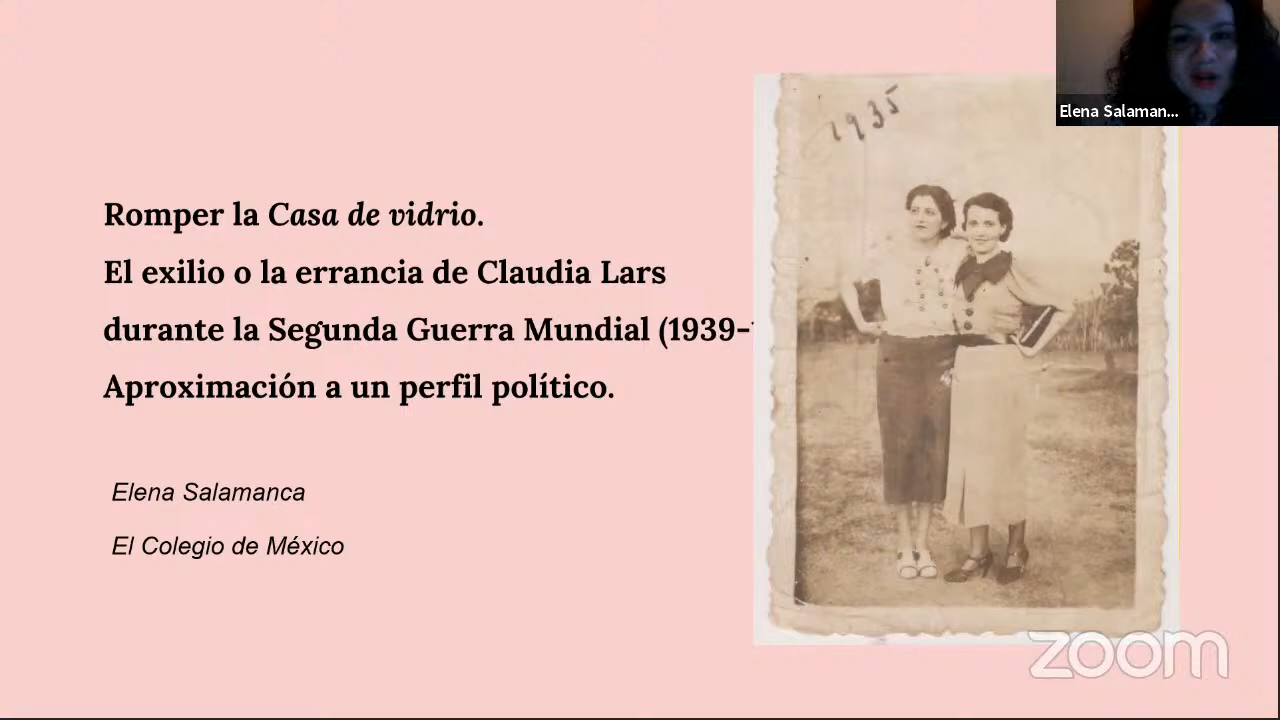 Romper la Casa de vidrio.
El exilio o la errancia de Claudia Lars
durante la Segunda Guerra Mundial (1939-
Aproximación a un perfil político.
Elena Salamanca
El Colegio de México
1935
Elena Salaman...
zoom